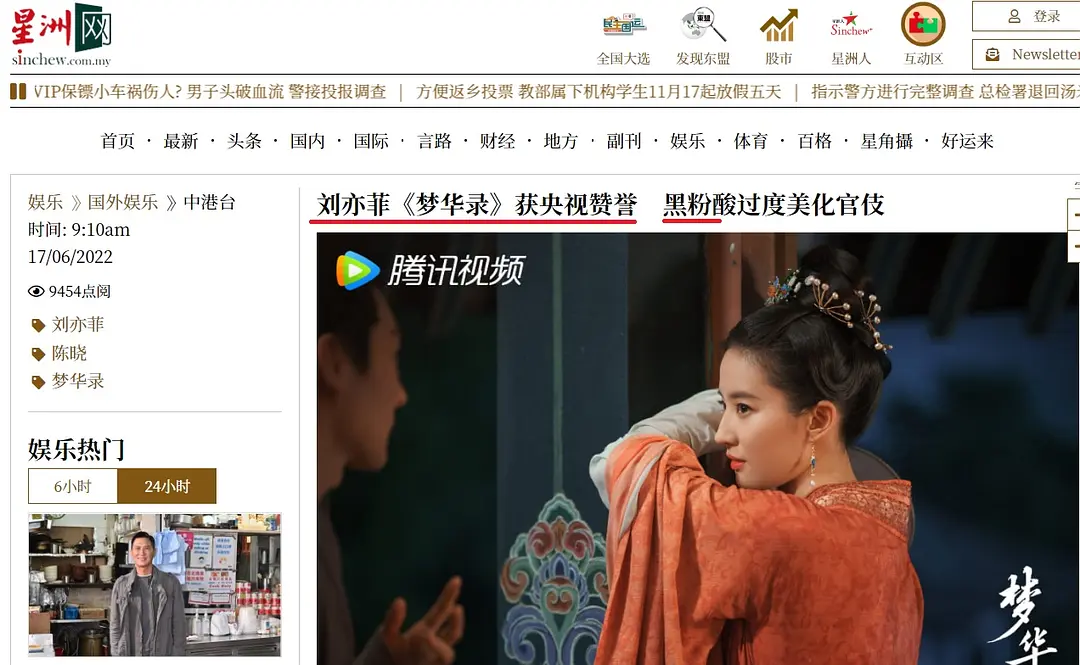 星洲网
sinchew.com.my
民主国运
全国大选
发现东盟
股市
Sinchew
星洲人
互动区
登录
Newsletter
VIP保镖小车祸伤人? 男子头破血流 警接投报调查 | 方便返乡投票 教部属下机构学生11月17起放假五天 | 指示警方进行完整调查 总检署退回汤
首页 · 最新 · 头条 · 国内 · 国际 · 言路 · 财经 · 地方 · 副刊 · 娱乐 · 体育 · 百格 · 星角攝 · 好运来
娱乐 》国外娱乐 》中港台
时间: 9:10am
17/06/2022
9454点阅
刘亦菲
陈晓
梦华录
娱乐热门
6小时
24小时
刘亦菲《梦华录》获央视赞誉 黑粉酸过度美化官伎
腾讯视频
梦华